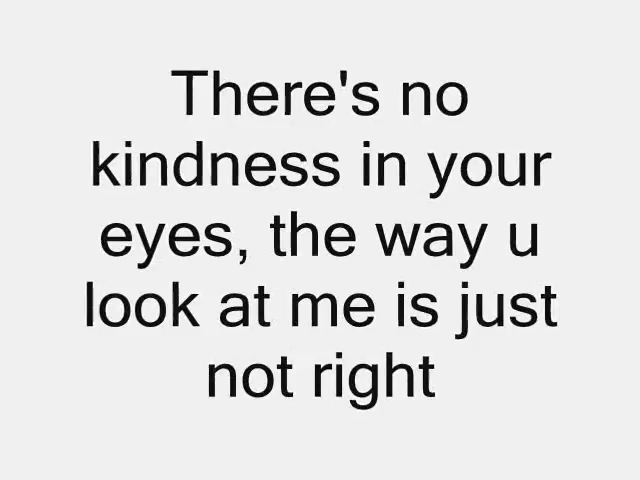 There's no
kindness in your
eyes, the way u
look at me is just
not right